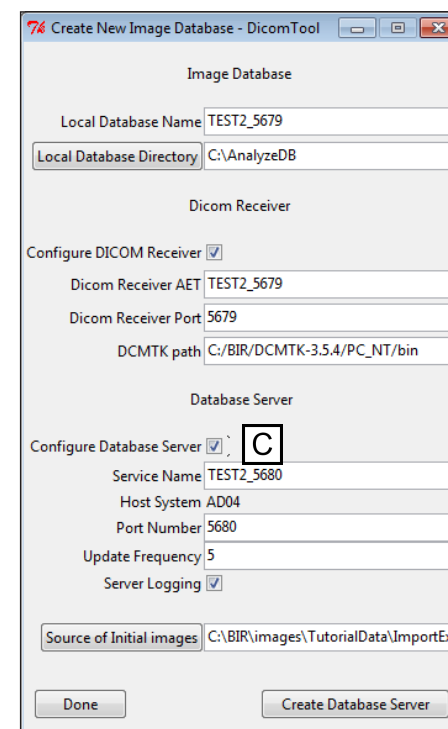 Create New Image Database - DicomTool
Image Database
Local Database Name TEST2_5679
Local Database Directory C:\AnalyzeDB
Dicom Receiver
Configure DICOM Receiver
Dicom Receiver AET TEST2_5679
Dicom Receiver Port 5679
DCMTK path C:/BIR/DCMTK-3.5.4/PC_NT/bin
Database Server
Configure Database Server C
Service Name TEST2_5680
Host System AD04
Port Number 5680
Update Frequency 5
Server Logging
Source of Initial images C:\BIR\images\TutorialData\ImportEx
Done Create Database Server